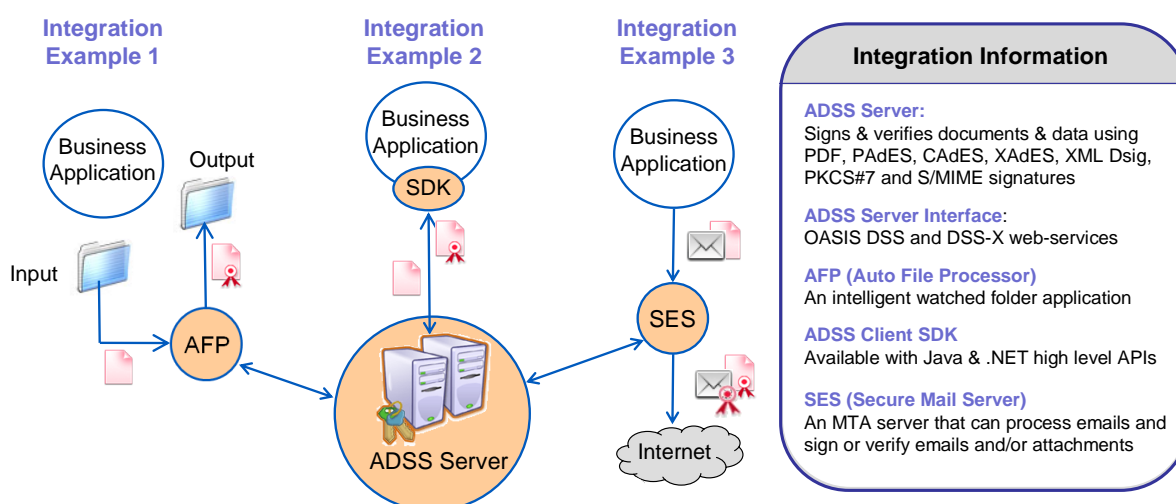 Integration
Example 1
Integration
Example 2
Integration
Example 3
Business
Application
Output
Input
AFP
Business
Application
SDK
ADSS Server
Business
Application
SES
Internet
Integration Information
ADSS Server:
Signs & verifies documents & data using
PDF, PAdES, CAdES, XAdES, XML Dsig,
PKCS#7 and S/MIME signatures
ADSS Server Interface:
OASIS DSS and DSS-X web-services
AFP (Auto File Processor)
An intelligent watched folder application
ADSS Client SDK
Available with Java & .NET high level APIs
SES (Secure Mail Server)
An MTA server that can process emails and
sign or verify emails and/or attachments